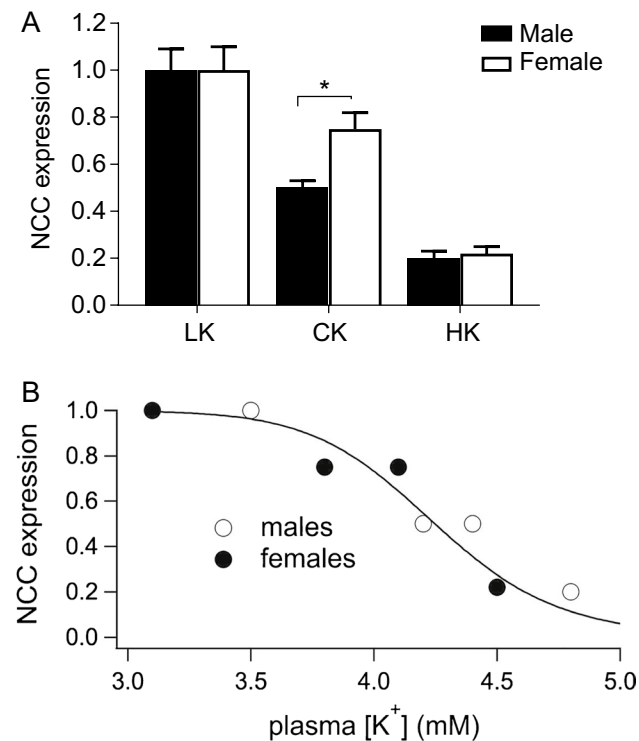 A
NCC expression
1.2
1.0
0.8
0.6
0.4
0.2
0.0
*
Male
Female
LK CK HK
B
NCC expression
1.0
0.8
0.6
0.4
0.2
0.0
males
females
3.0 3.5 4.0 4.5 5.0
plasma [K⁺] (mM)